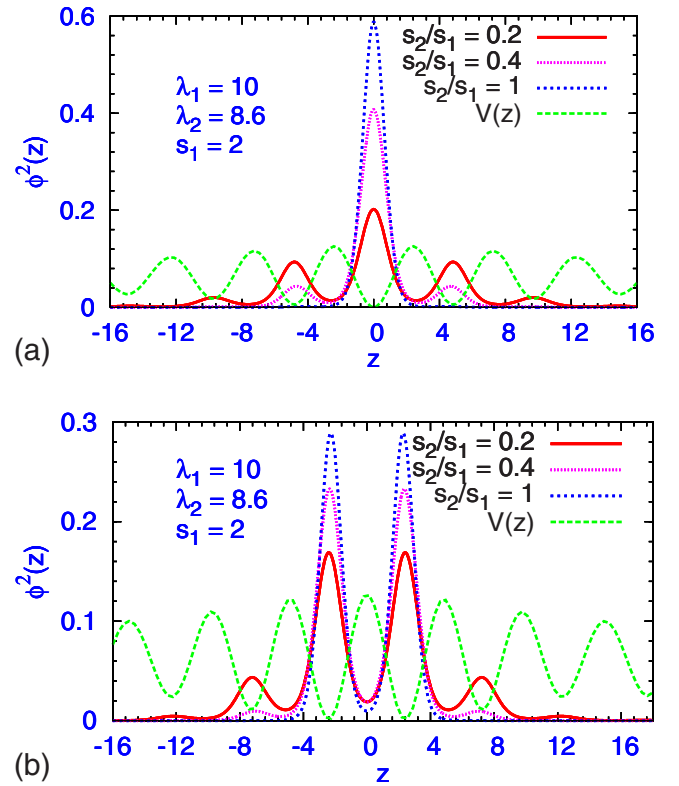 0.6
0.4
0.2
0
ϕ²(z)
s₂/s₁ = 0.2
s₂/s₁ = 0.4
s₂/s₁ = 1
V(z)
λ₁ = 10
λ₂ = 8.6
s₁ = 2
-16 -12 -8 -4 0 4 8 12 16
z
(a)
0.3
0.2
0.1
0
ϕ²(z)
s₂/s₁ = 0.2
s₂/s₁ = 0.4
s₂/s₁ = 1
V(z)
λ₁ = 10
λ₂ = 8.6
s₁ = 2
-16 -12 -8 -4 0 4 8 12 16
z
(b)